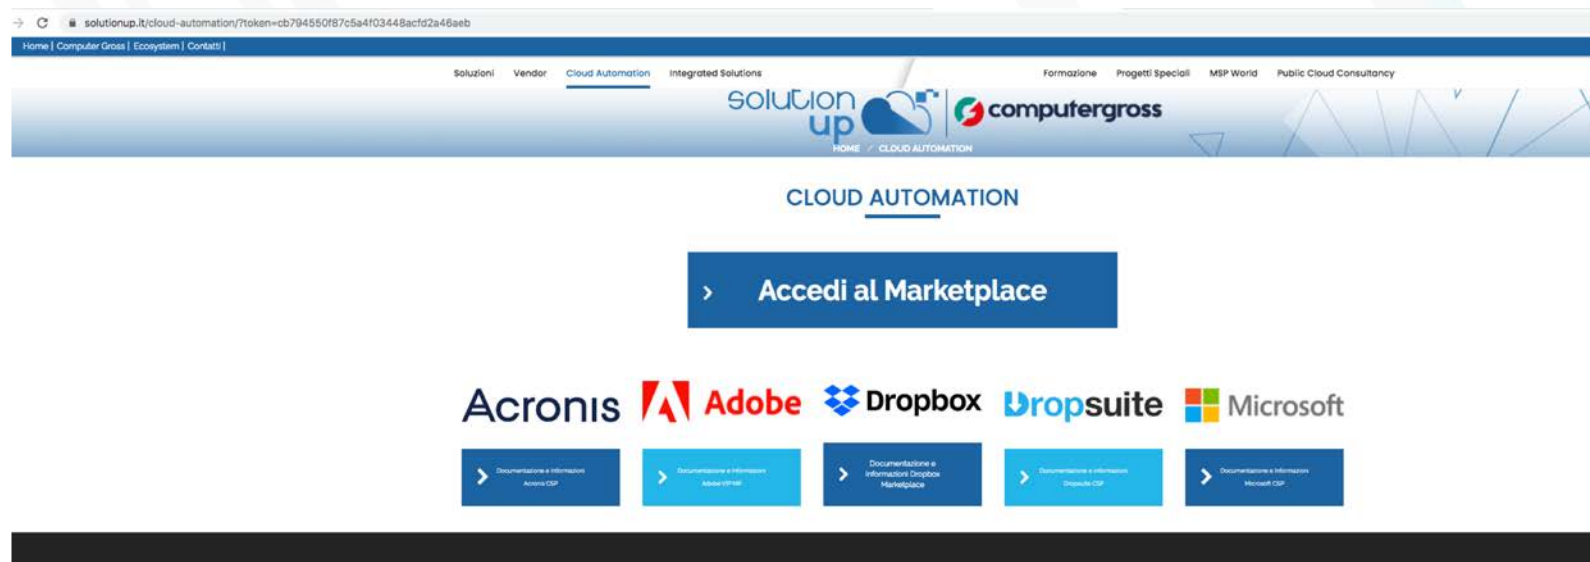 solutionup.it/cloud-automation/?token=cb794550f87c5a4f03448acfd2a46aeb
Home | Computer Gross | Ecosystem | Contatti |
Soluzioni Vendor Cloud Automation Integrated Solutions Formazione Progetti Speciali MSP World Public Cloud Consultancy
solution up computergross
HOME / CLOUD AUTOMATION
CLOUD AUTOMATION
Accedi al Marketplace
Acronis Adobe Dropbox Dropsuite Microsoft
Documentazione e Informazioni
Acronis CSP
Documentazione e Informazioni
Adobe VIP MP
Documentazione e
Informazioni Dropbox
Marketplace
Documentazione e Informazioni
Dropsuite CSP
Documentazione e Informazioni
Microsoft CSP